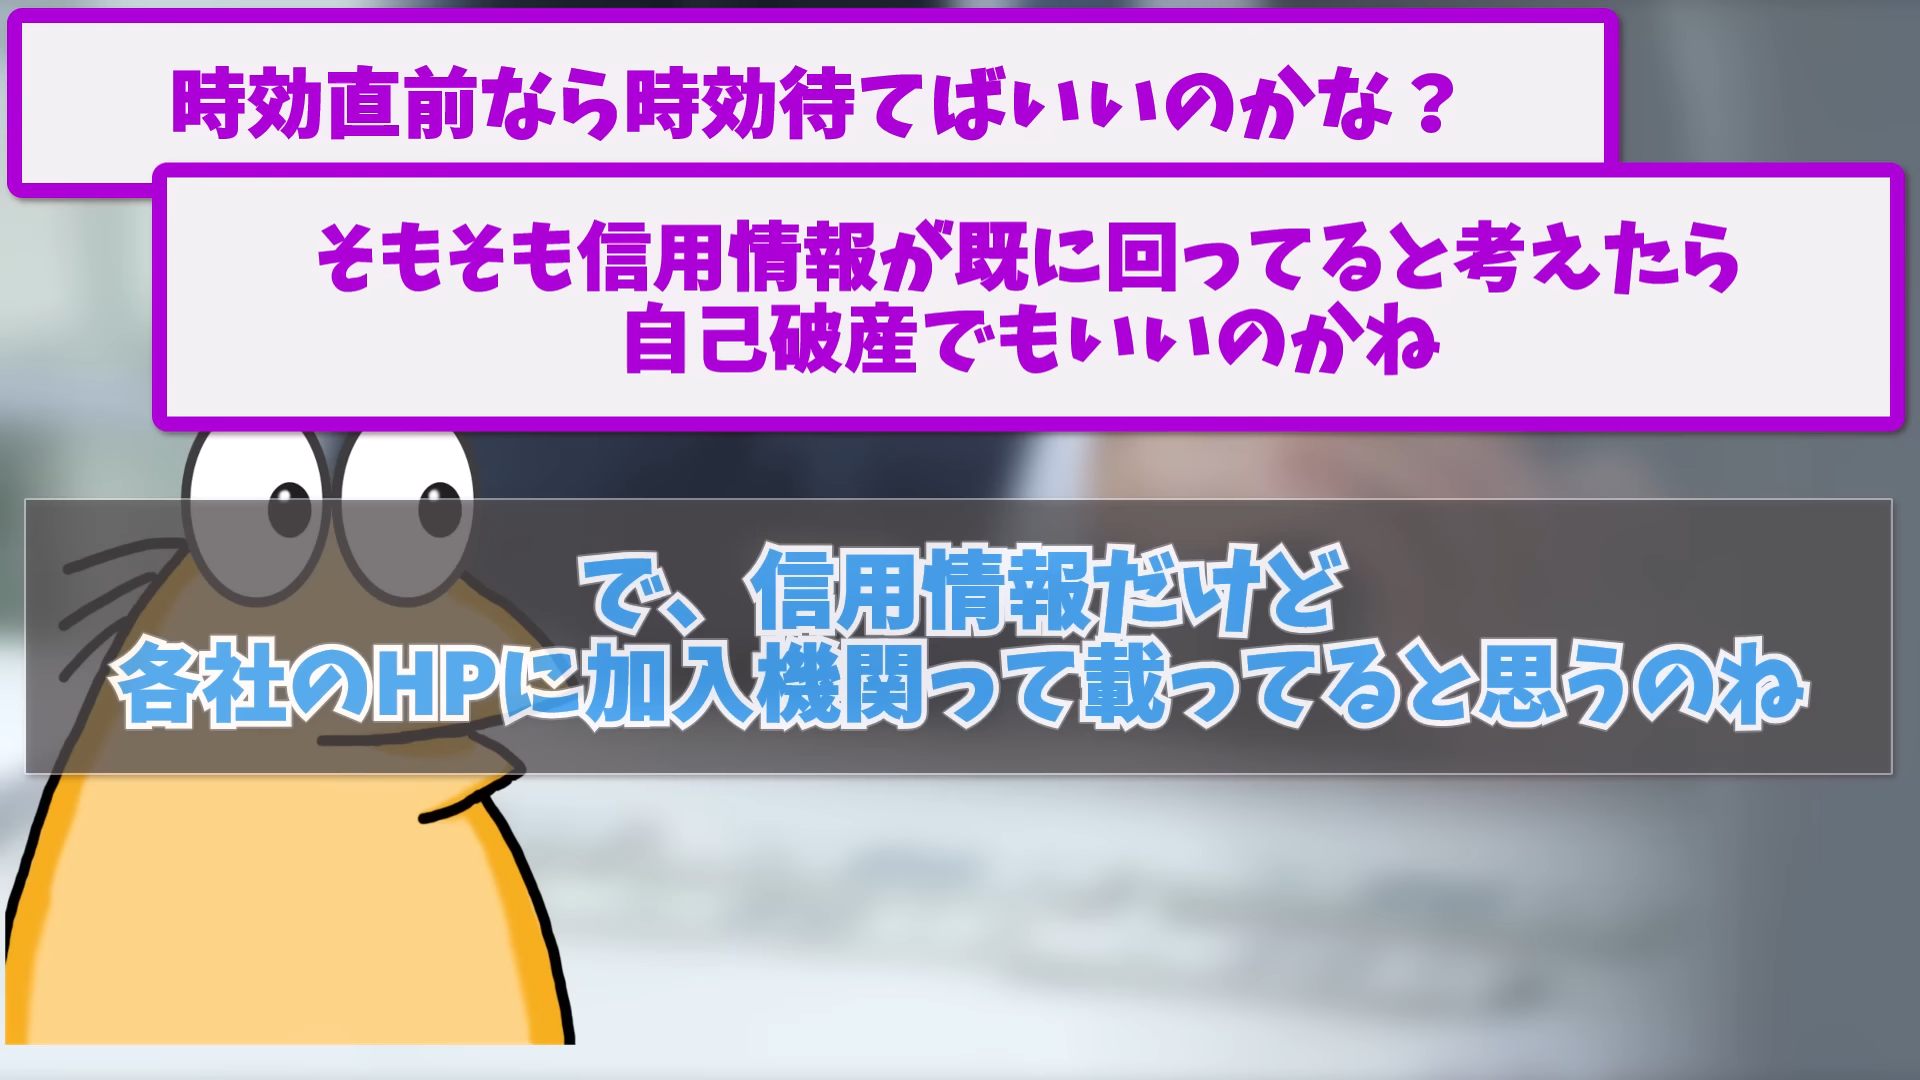 時効直前なら時効待てばいいのかな？
そもそも信用情報が既に回ってると考えたら
自己破産でもいいのかね
で、信用情報だけど
各社のHPに加入機関って載ってると思うのね